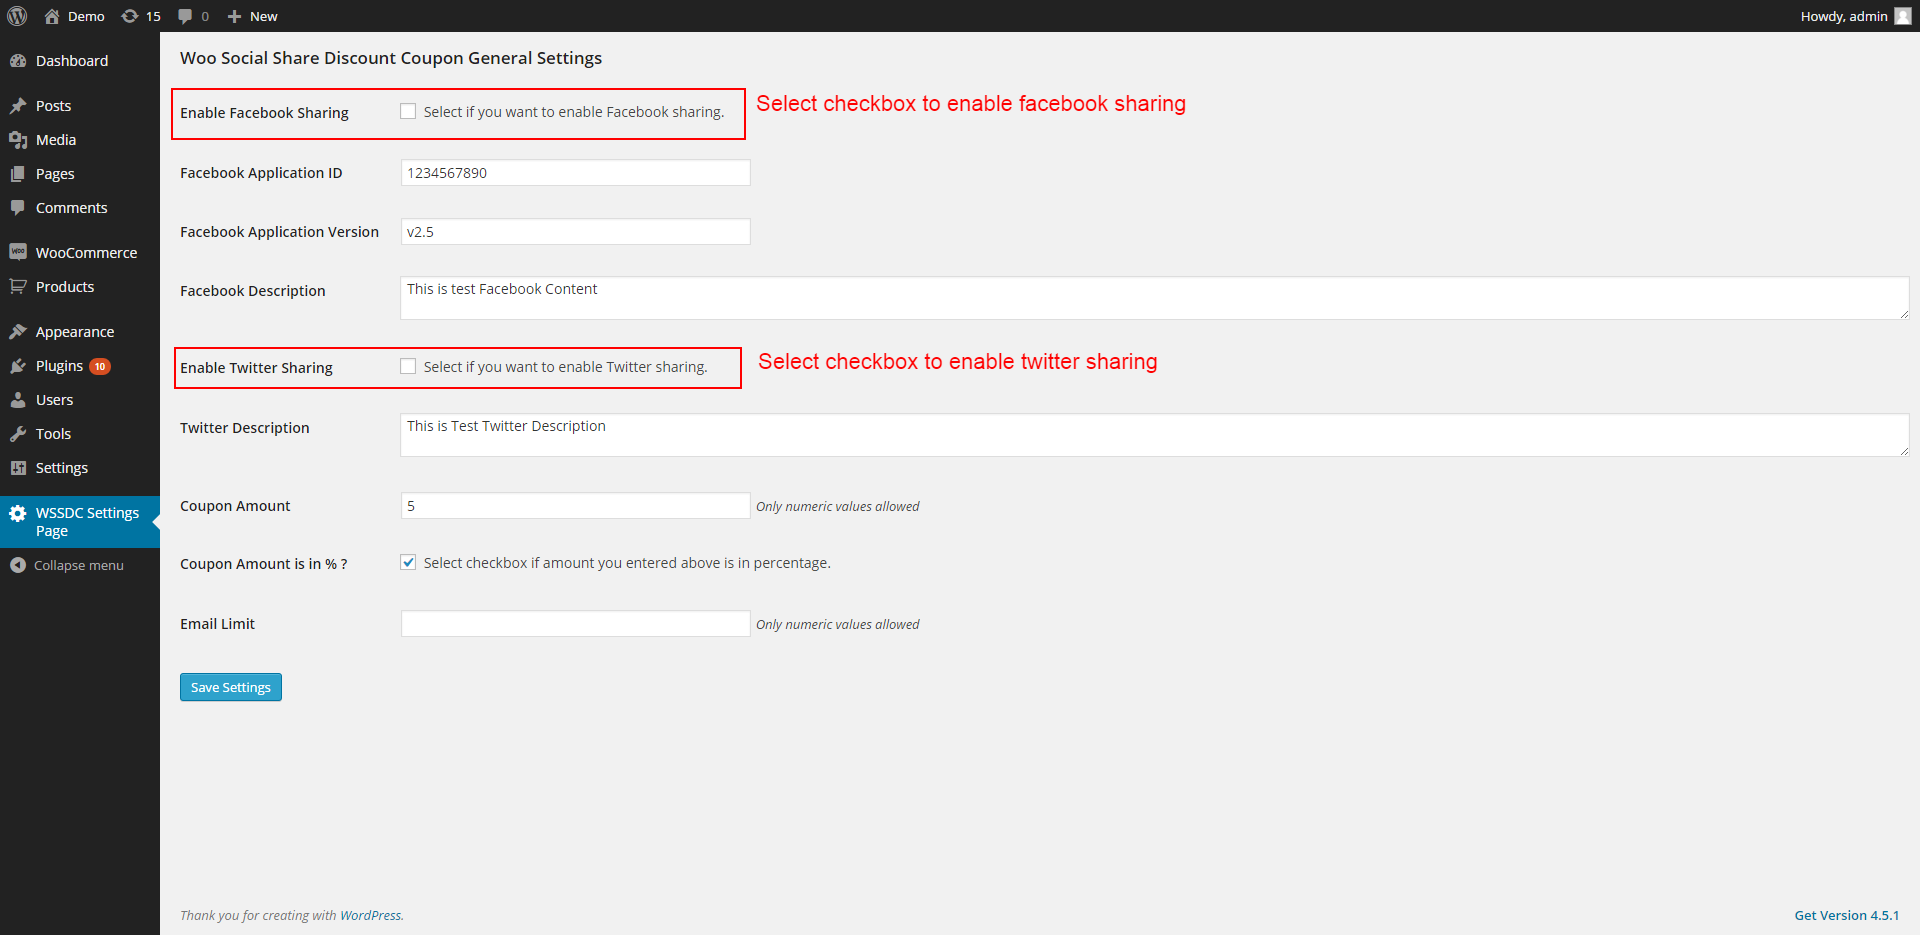 Demo 15 0 New Howdy, admin
Dashboard
Posts
Media
Pages
Comments
WooCommerce
Products
Appearance
Plugins 10
Users
Tools
Settings
WSSDC Settings
Page
Collapse menu
Woo Social Share Discount Coupon General Settings
Enable Facebook Sharing Select if you want to enable Facebook sharing. Select checkbox to enable facebook sharing
Facebook Application ID 1234567890
Facebook Application Version v2.5
Facebook Description This is test Facebook Content
Enable Twitter Sharing Select if you want to enable Twitter sharing. Select checkbox to enable twitter sharing
Twitter Description This is Test Twitter Description
Coupon Amount 5 Only numeric values allowed
Coupon Amount is in % ? Select checkbox if amount you entered above is in percentage.
Email Limit Only numeric values allowed
Save Settings
Thank you for creating with WordPress. Get Version 4.5.1